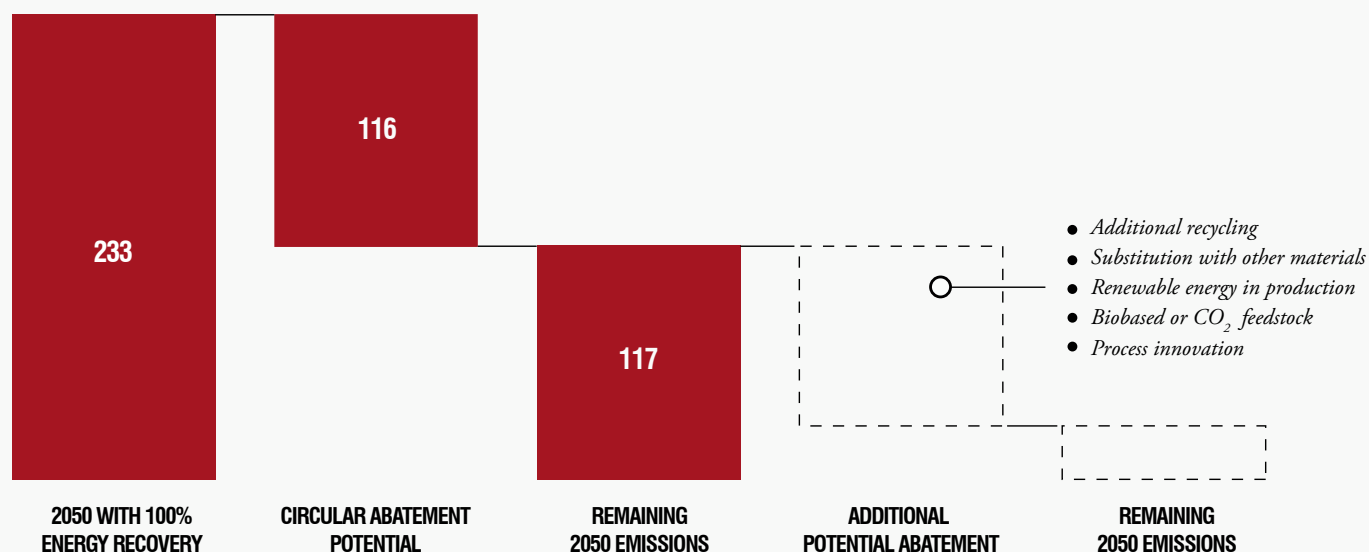 116
233
117
• Additional recycling
• Substitution with other materials
• Renewable energy in production
• Biobased or CO₂ feedstock
• Process innovation
2050 WITH 100%
ENERGY RECOVERY
CIRCULAR ABATEMENT
POTENTIAL
REMAINING
2050 EMISSIONS
ADDITIONAL
POTENTIAL ABATEMENT
REMAINING
2050 EMISSIONS